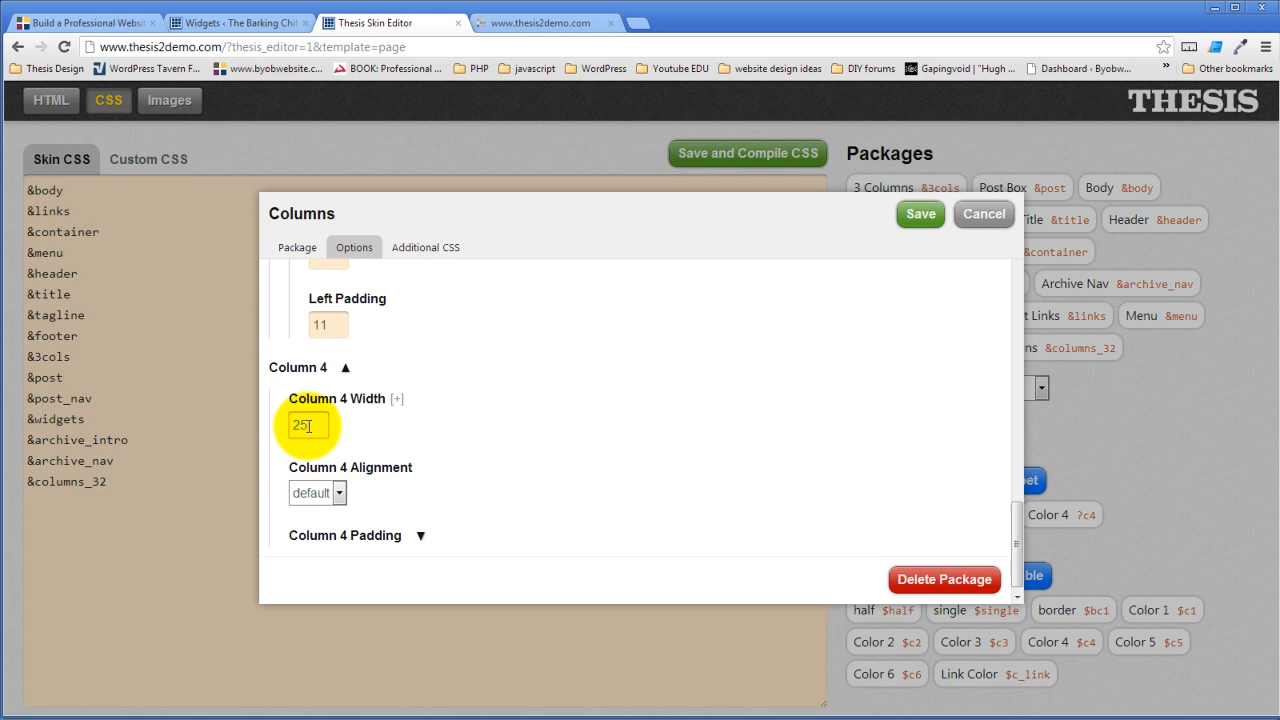 Build a Professional Websit
Widgets ‹ The Barking Chil
Thesis Skin Editor
www.thesis2demo.com
www.thesis2demo.com/?thesis_editor=1&template=page
Thesis Design
WordPress Tavern F...
www.byobwebsite.c...
BOOK: Professional ...
PHP
javascript
WordPress
Youtube EDU
website design ideas
DIY forums
Gapingvoid | "Hugh ...
Dashboard ‹ Byobw...
»
Other bookmarks
HTML
CSS
Images
THESIS
Skin CSS
Custom CSS
Save and Compile CSS
Packages
&body
&links
&container
&menu
&header
&title
&tagline
&footer
&3cols
&post
&post_nav
&widgets
&archive_intro
&archive_nav
&columns_32
Columns
Save
Cancel
Package
Options
Additional CSS
Left Padding
11
Column 4 ▲
Column 4 Width [+]
25
Column 4 Alignment
default
Column 4 Padding ▼
Delete Package
3 Columns &3cols
Post Box &post
Body &body
itle &title
Header &header
&container
Archive Nav &archive_nav
t Links &links
Menu &menu
ns &columns_32
et
Color 4 ?c4
ble
half $half
single $single
border $bc1
Color 1 $c1
Color 2 $c2
Color 3 $c3
Color 4 $c4
Color 5 $c5
Color 6 $c6
Link Color $c_link